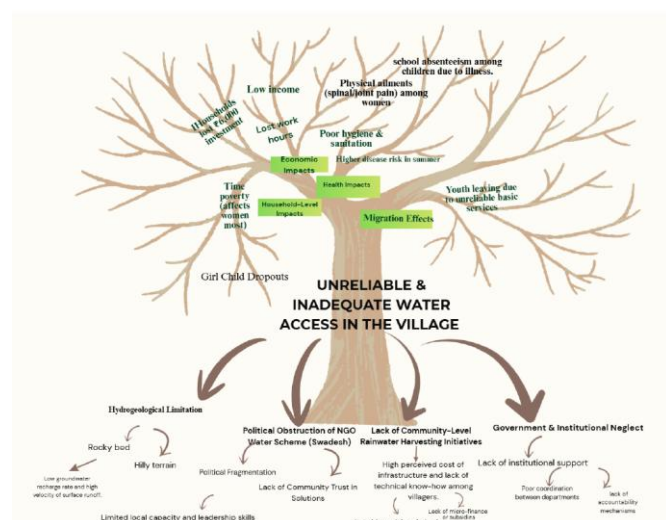 school absenteeism among
children due to illness.
Physical ailments
(spinal/joint pain) among
women
Low income
Households
lost ₹6,000
investment
Lost work
hours
Poor hygiene &
sanitation
Economic
Impacts
Higher disease risk in summer
Health Impacts
Time
poverty
(affects
women
most)
Household-Level
Impacts
Migration Effects
Youth leaving due
to unreliable basic
services
Girl Child Dropouts
UNRELIABLE &
INADEQUATE WATER
ACCESS IN THE VILLAGE
Hydrogeological Limitation
Rocky bed
Hilly terrain
Low groundwater
recharge rate and high
velocity of surface runoff.
Political Obstruction of NGO
Water Scheme (Swadesh)
Political Fragmentation
Lack of Community Trust in
Solutions
Limited local capacity and leadership skills
Lack of Community-Level
Rainwater Harvesting Initiatives
High perceived cost of
infrastructure and lack of
technical know-how among
villagers.
Lack of micro-finance
or subsidies
Government & Institutional Neglect
Lack of institutional support
Poor coordination
between departments
lack of
accountability
mechanisms